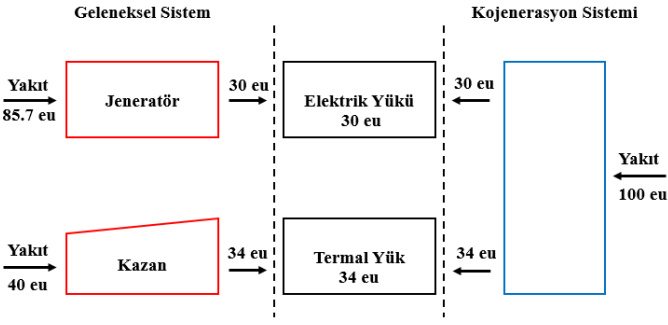 Geleneksel Sistem
Kojenerasyon Sistemi
Yakıt
85.7 eu
Jeneratör
30 eu
Elektrik Yükü
30 eu
30 eu
Yakıt
100 eu
Yakıt
40 eu
Kazan
34 eu
Termal Yük
34 eu
34 eu